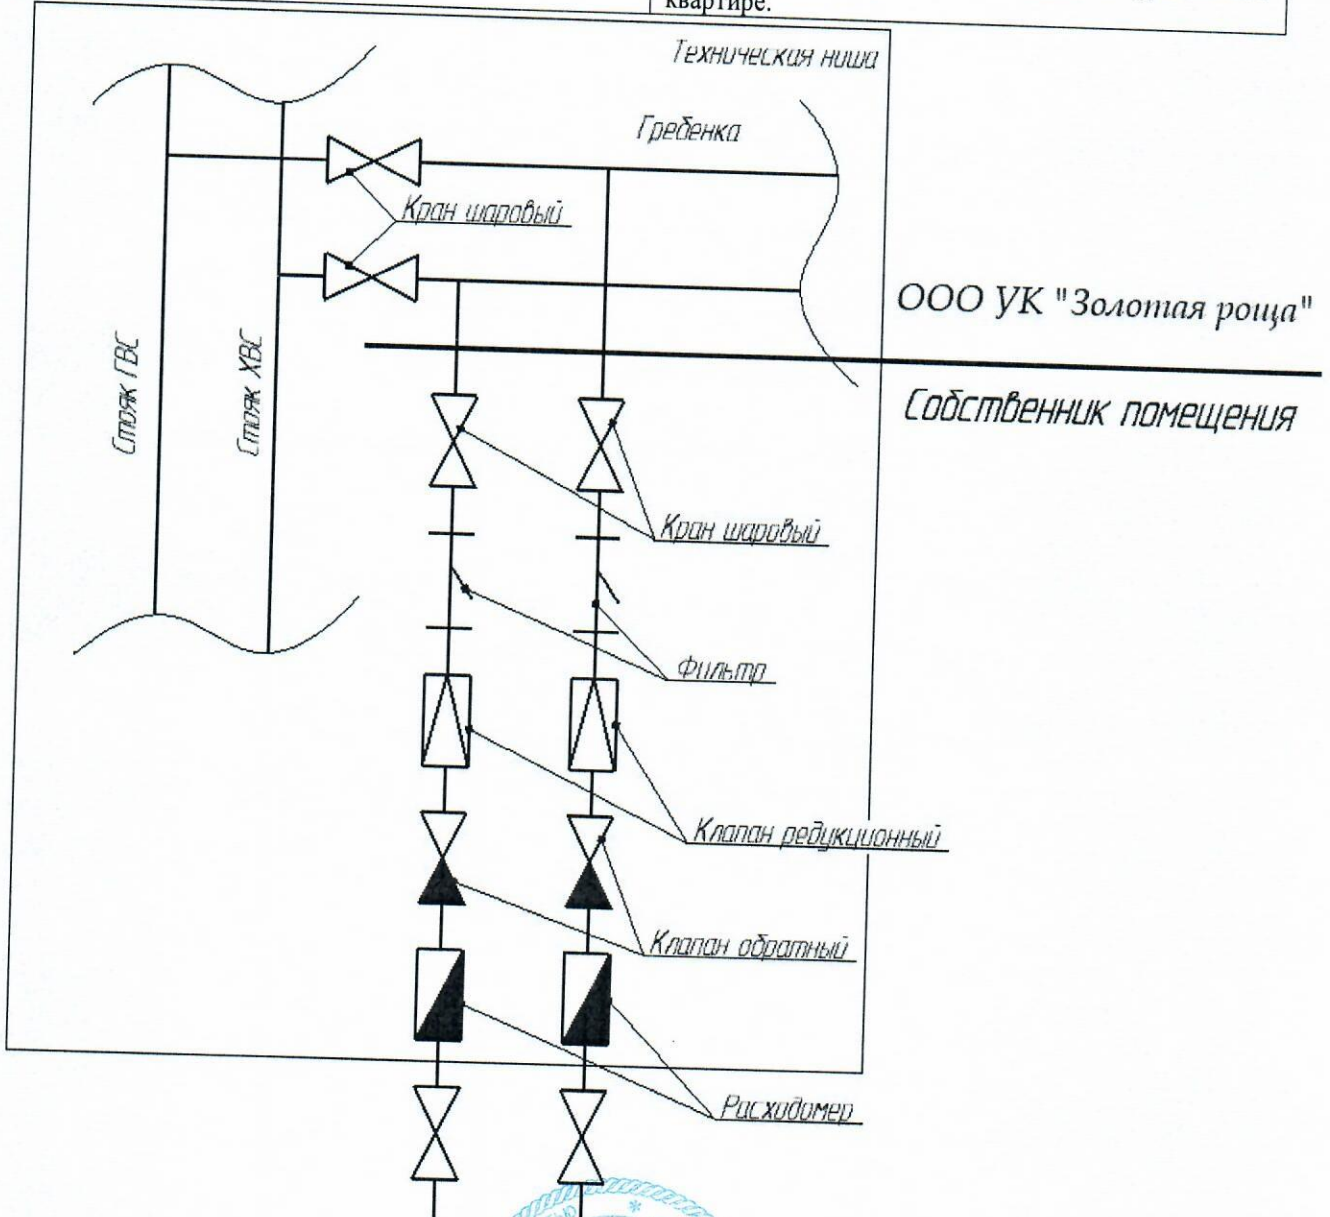 квартире.
Техническая ниша
Гребенка
Кран шаровый
ООО УК "Золотая роща"
Стояк ГВС
Стояк ХВС
Собственник помещения
Кран шаровый
Фильтр
Клапан редукционный
Клапан обратный
Расходомер